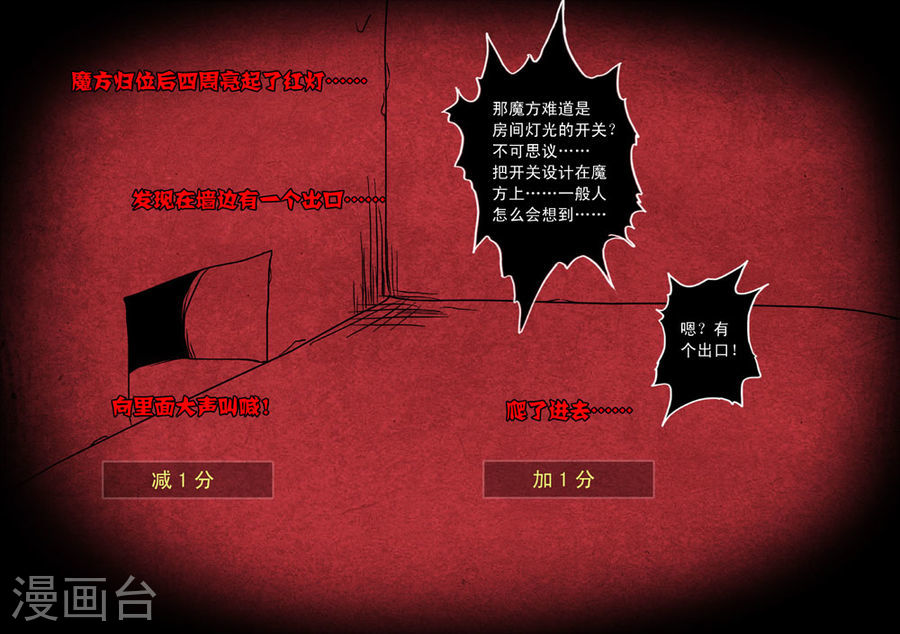 魔方归位后四周亮起了红灯……
那魔方难道是
房间灯光的开关？
不可思议……
把开关设计在魔
方上……一般人
怎么会想到……
发现在墙边有一个出口……
嗯？有
个出口！
向里面大声叫喊！
爬了进去……
减1分
加1分
漫画台